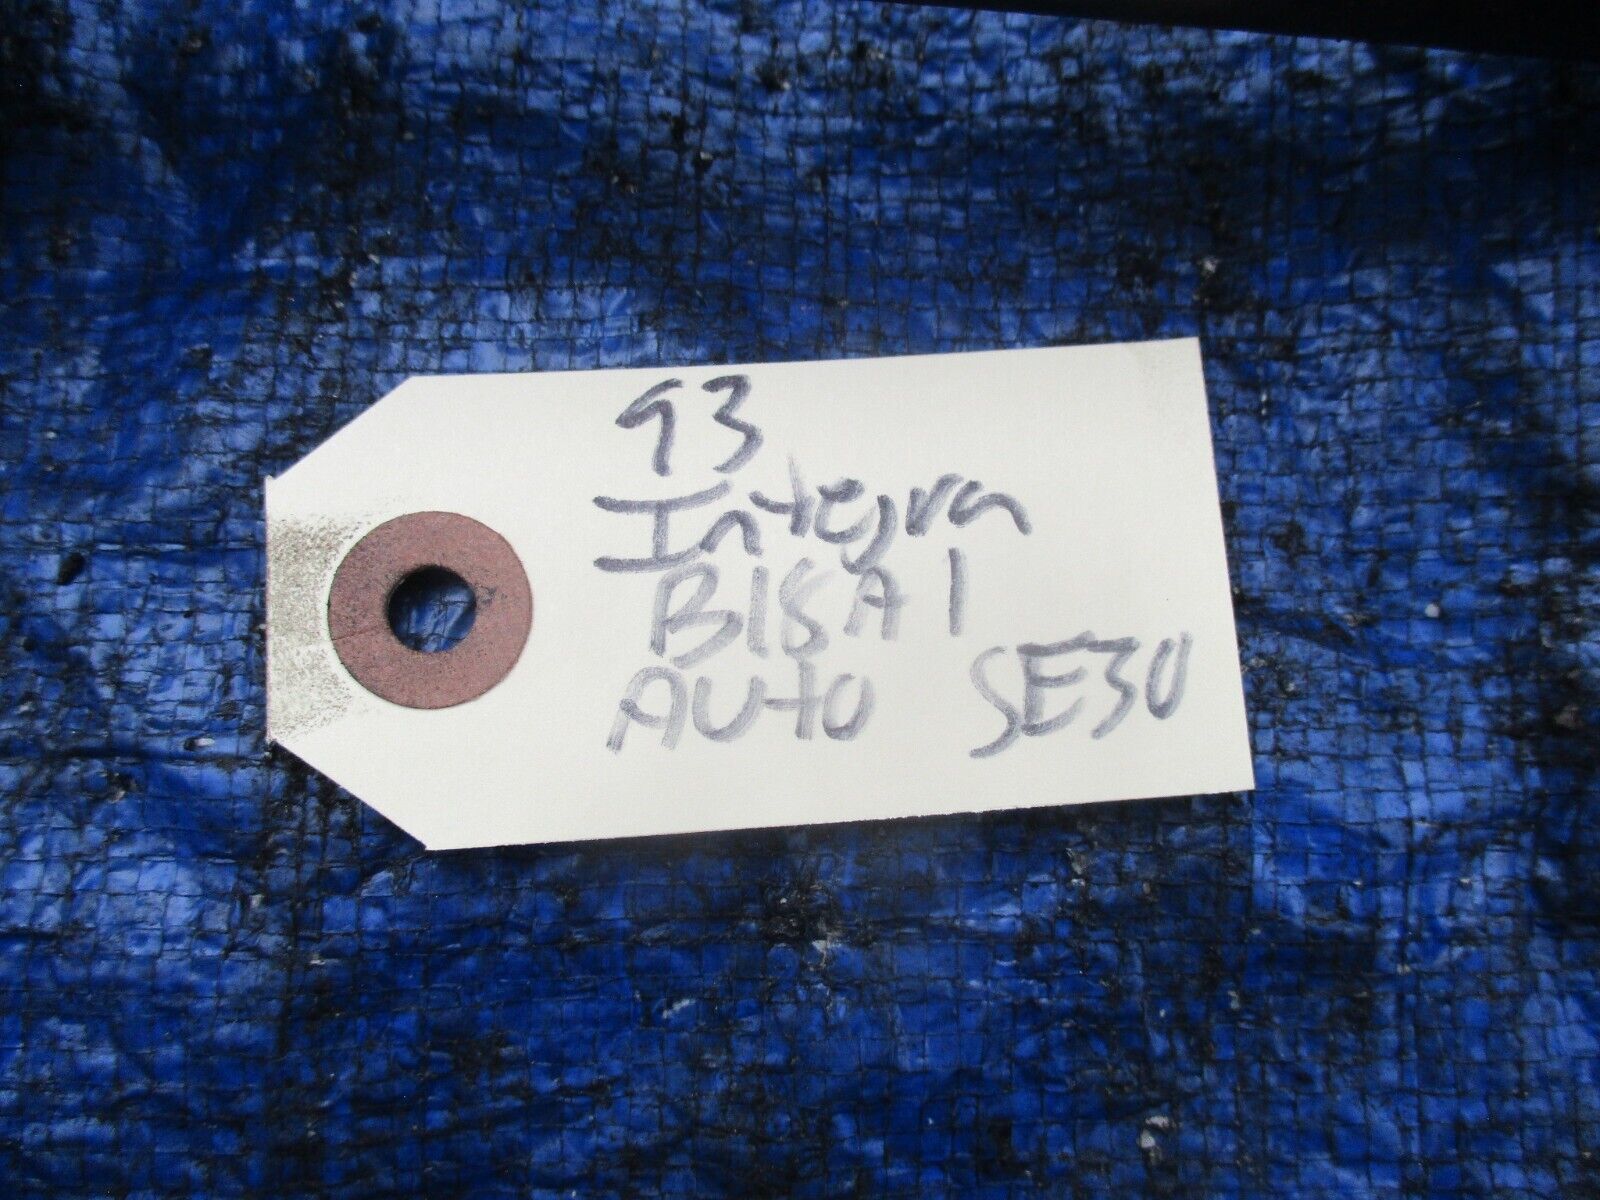 93
Integra
B18A1
Auto SE30